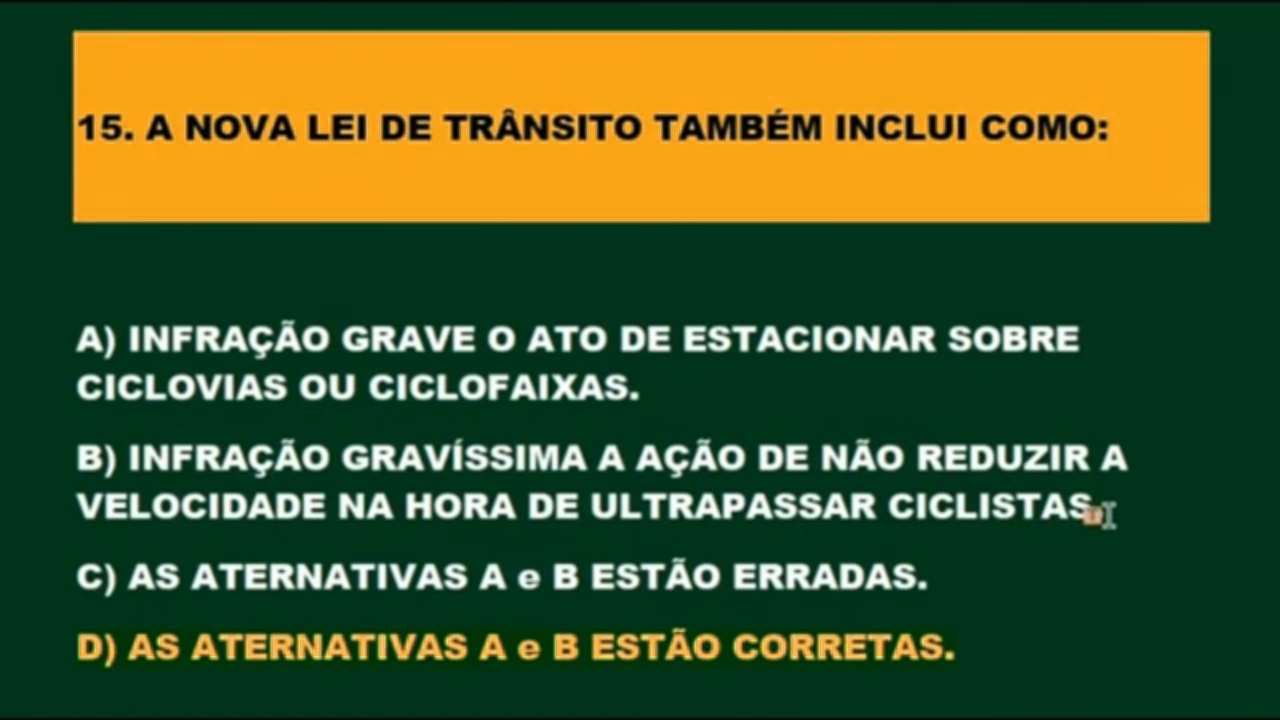 15. A NOVA LEI DE TRÂNSITO TAMBÉM INCLUI COMO:
A) INFRAÇÃO GRAVE O ATO DE ESTACIONAR SOBRE
CICLOVIAS OU CICLOFAIXAS.
B) INFRAÇÃO GRAVÍSSIMA A AÇÃO DE NÃO REDUZIR A
VELOCIDADE NA HORA DE ULTRAPASSAR CICLISTAS.
C) AS ATERNATIVAS A e B ESTÃO ERRADAS.
D) AS ATERNATIVAS A e B ESTÃO CORRETAS.